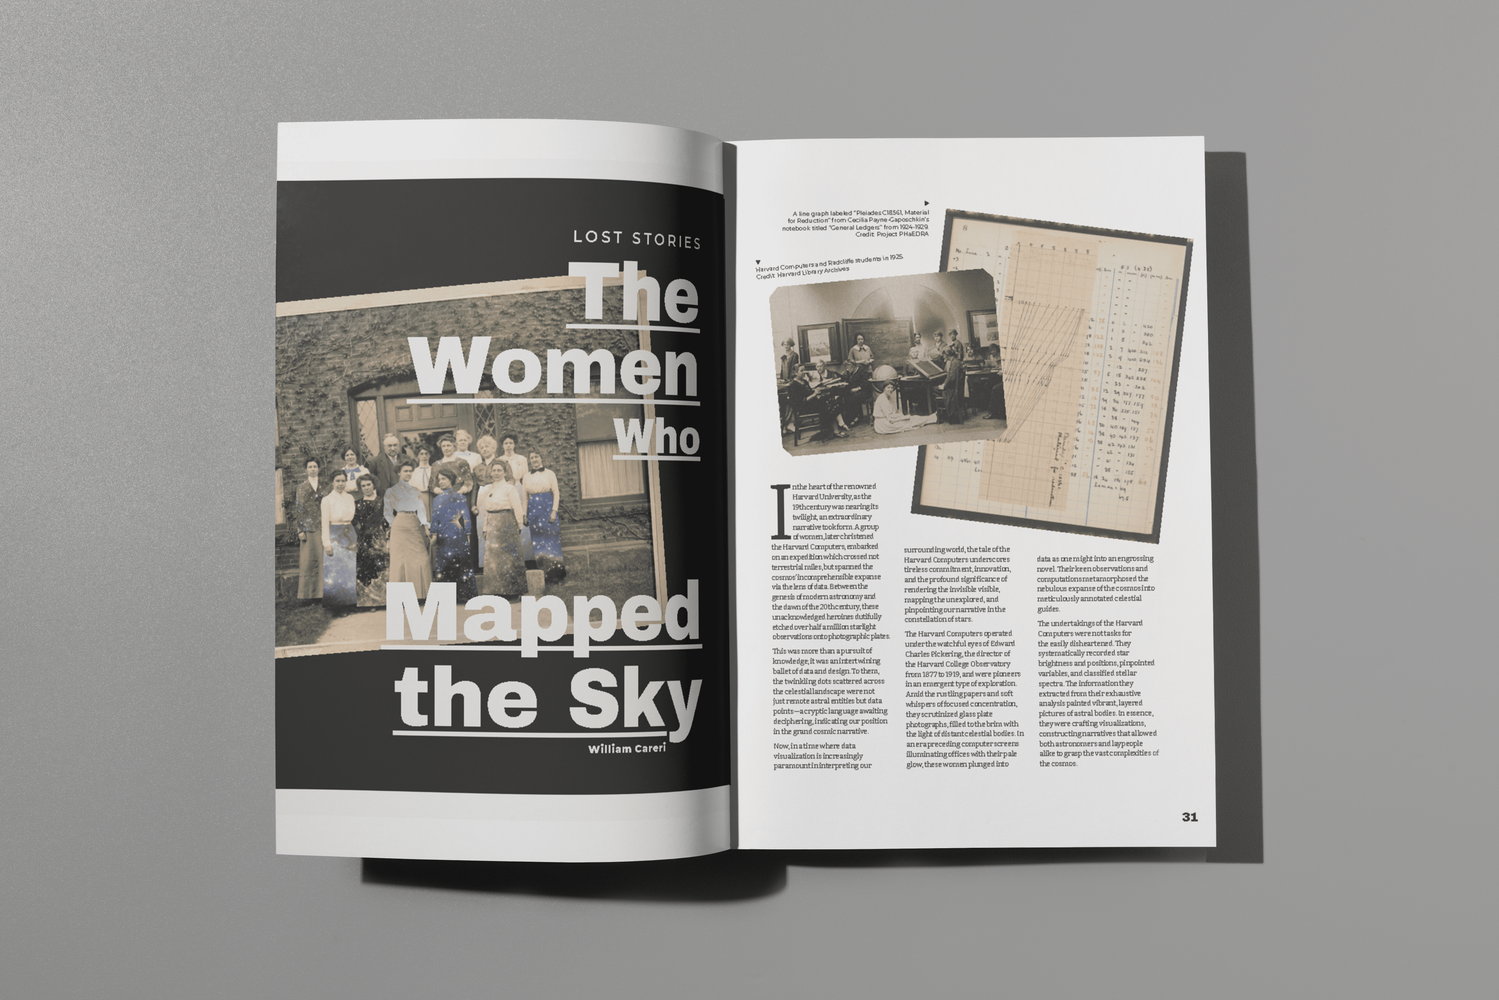 LOST STORIES
The
Women
Who
Mapped
the Sky
William Careri
A line graph labeled "Pleiades C18561, Material
for Reduction" from Cecilia Payne-Gaposchkin's
notebook titled "General Ledgers" from 1924-1929.
Credit: Project PHaEDRA
Harvard Computers and Radcliffe students in 1925.
Credit: Harvard Library Archives
In the heart of the renowned
Harvard University, as the
19th century was nearing its
twilight, an extraordinary
narrative took form. A group
of women, later christened
the Harvard Computers, embarked
on an expedition which crossed not
terrestrial miles, but spanned the
cosmos' incomprehensible expanse
via the lens of data. Between the
genesis of modern astronomy and
the dawn of the 20th century, these
unacknowledged heroines dutifully
etched over half a million starlight
observations onto photographic plates.
This was more than a pursuit of
knowledge; it was an intertwining
ballet of data and design. To them,
the twinkling dots scattered across
the celestial landscape were not
just remote astral entities but data
points—a cryptic language awaiting
deciphering, indicating our position
in the grand cosmic narrative.
Now, in a time where data
visualization is increasingly
paramount in interpreting our
surrounding world, the tale of the
Harvard Computers underscores
tireless commitment, innovation,
and the profound significance of
rendering the invisible visible,
mapping the unexplored, and
pinpointing our narrative in the
constellation of stars.
The Harvard Computers operated
under the watchful eyes of Edward
Charles Pickering, the director of
the Harvard College Observatory
from 1877 to 1919, and were pioneers
in an emergent type of exploration.
Amid the rustling papers and soft
whispers of focused concentration,
they scrutinized glass plate
photographs, filled to the brim with
the light of distant celestial bodies. In
an era preceding computer screens
illuminating offices with their pale
glow, these women plunged into
data as one might into an engrossing
novel. Their keen observations and
computations metamorphosed the
nebulous expanse of the cosmos into
meticulously annotated celestial
guides.
The undertakings of the Harvard
Computers were not tasks for
the easily disheartened. They
systematically recorded star
brightness and positions, pinpointed
variables, and classified stellar
spectra. The information they
extracted from their exhaustive
analysis painted vibrant, layered
pictures of astral bodies. In essence,
they were crafting visualizations,
constructing narratives that allowed
both astronomers and laypeople
alike to grasp the vast complexities of
the cosmos.
31